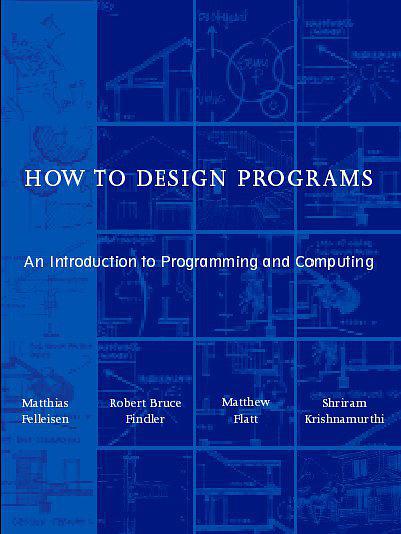 HOW TO DESIGN PROGRAMS
An Introduction to Programming and Computing
Matthias Felleisen
Robert Bruce Findler
Matthew Flatt
Shriram Krishnamurthi